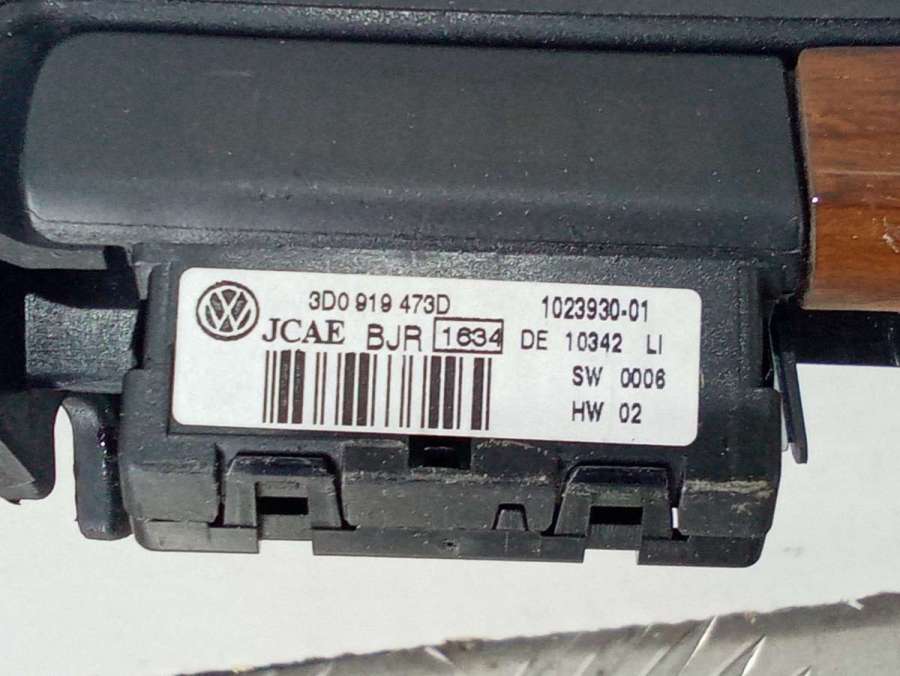 3D0 919 473D 1023930-01
JCAE BJR 1634 DE 10342 LI
SW 0006
HW 02